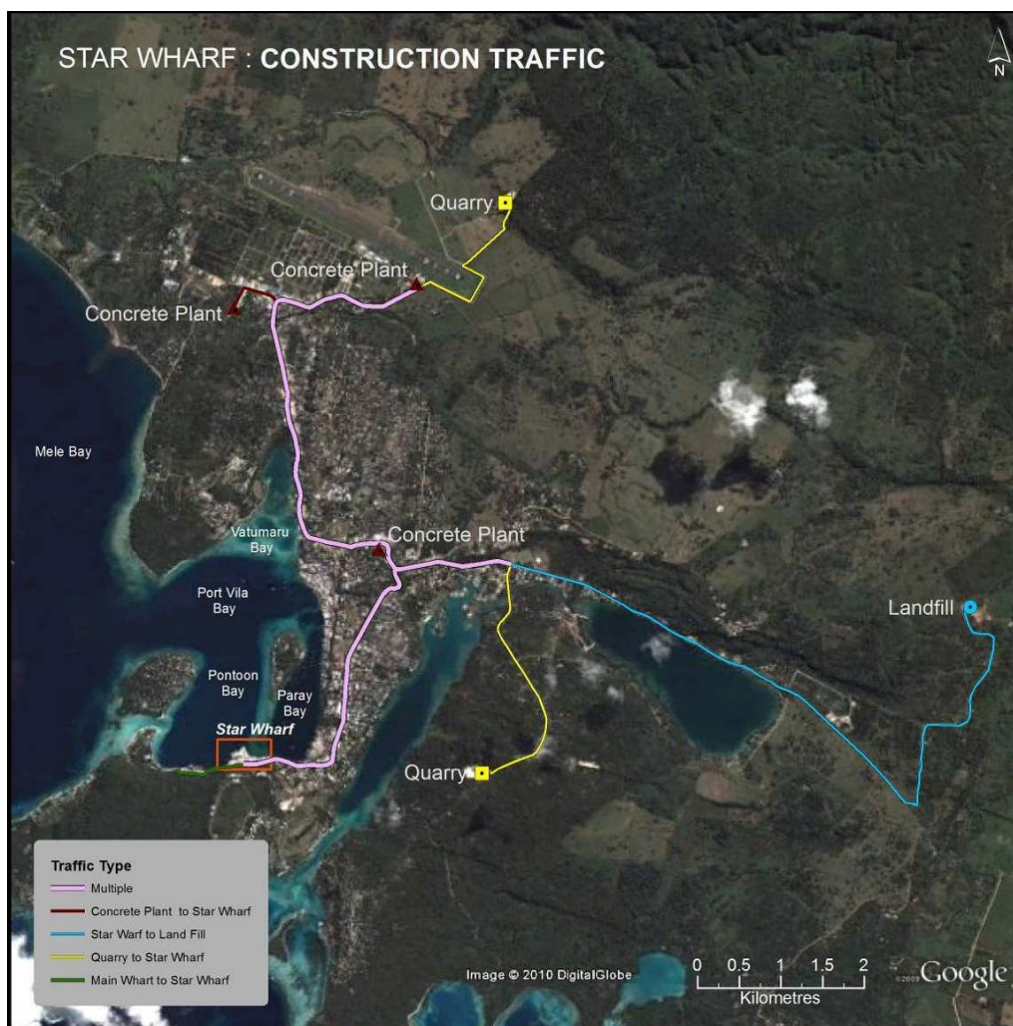 STAR WHARF : CONSTRUCTION TRAFFIC
N
Quarry
Concrete Plant
Concrete Plant
Mele Bay
Vatumaru
Bay
Concrete Plant
Port Vila
Bay
Landfill
Pontoon
Bay
Paray
Bay
Star Wharf
Quarry
Traffic Type
Multiple
Concrete Plant to Star Wharf
Star Warf to Land Fill
Quarry to Star Wharf
Main Whart to Star Wharf
Image © 2010 DigitalGlobe
0 0.5 1 1.5 2
Kilometres
©2009 Google